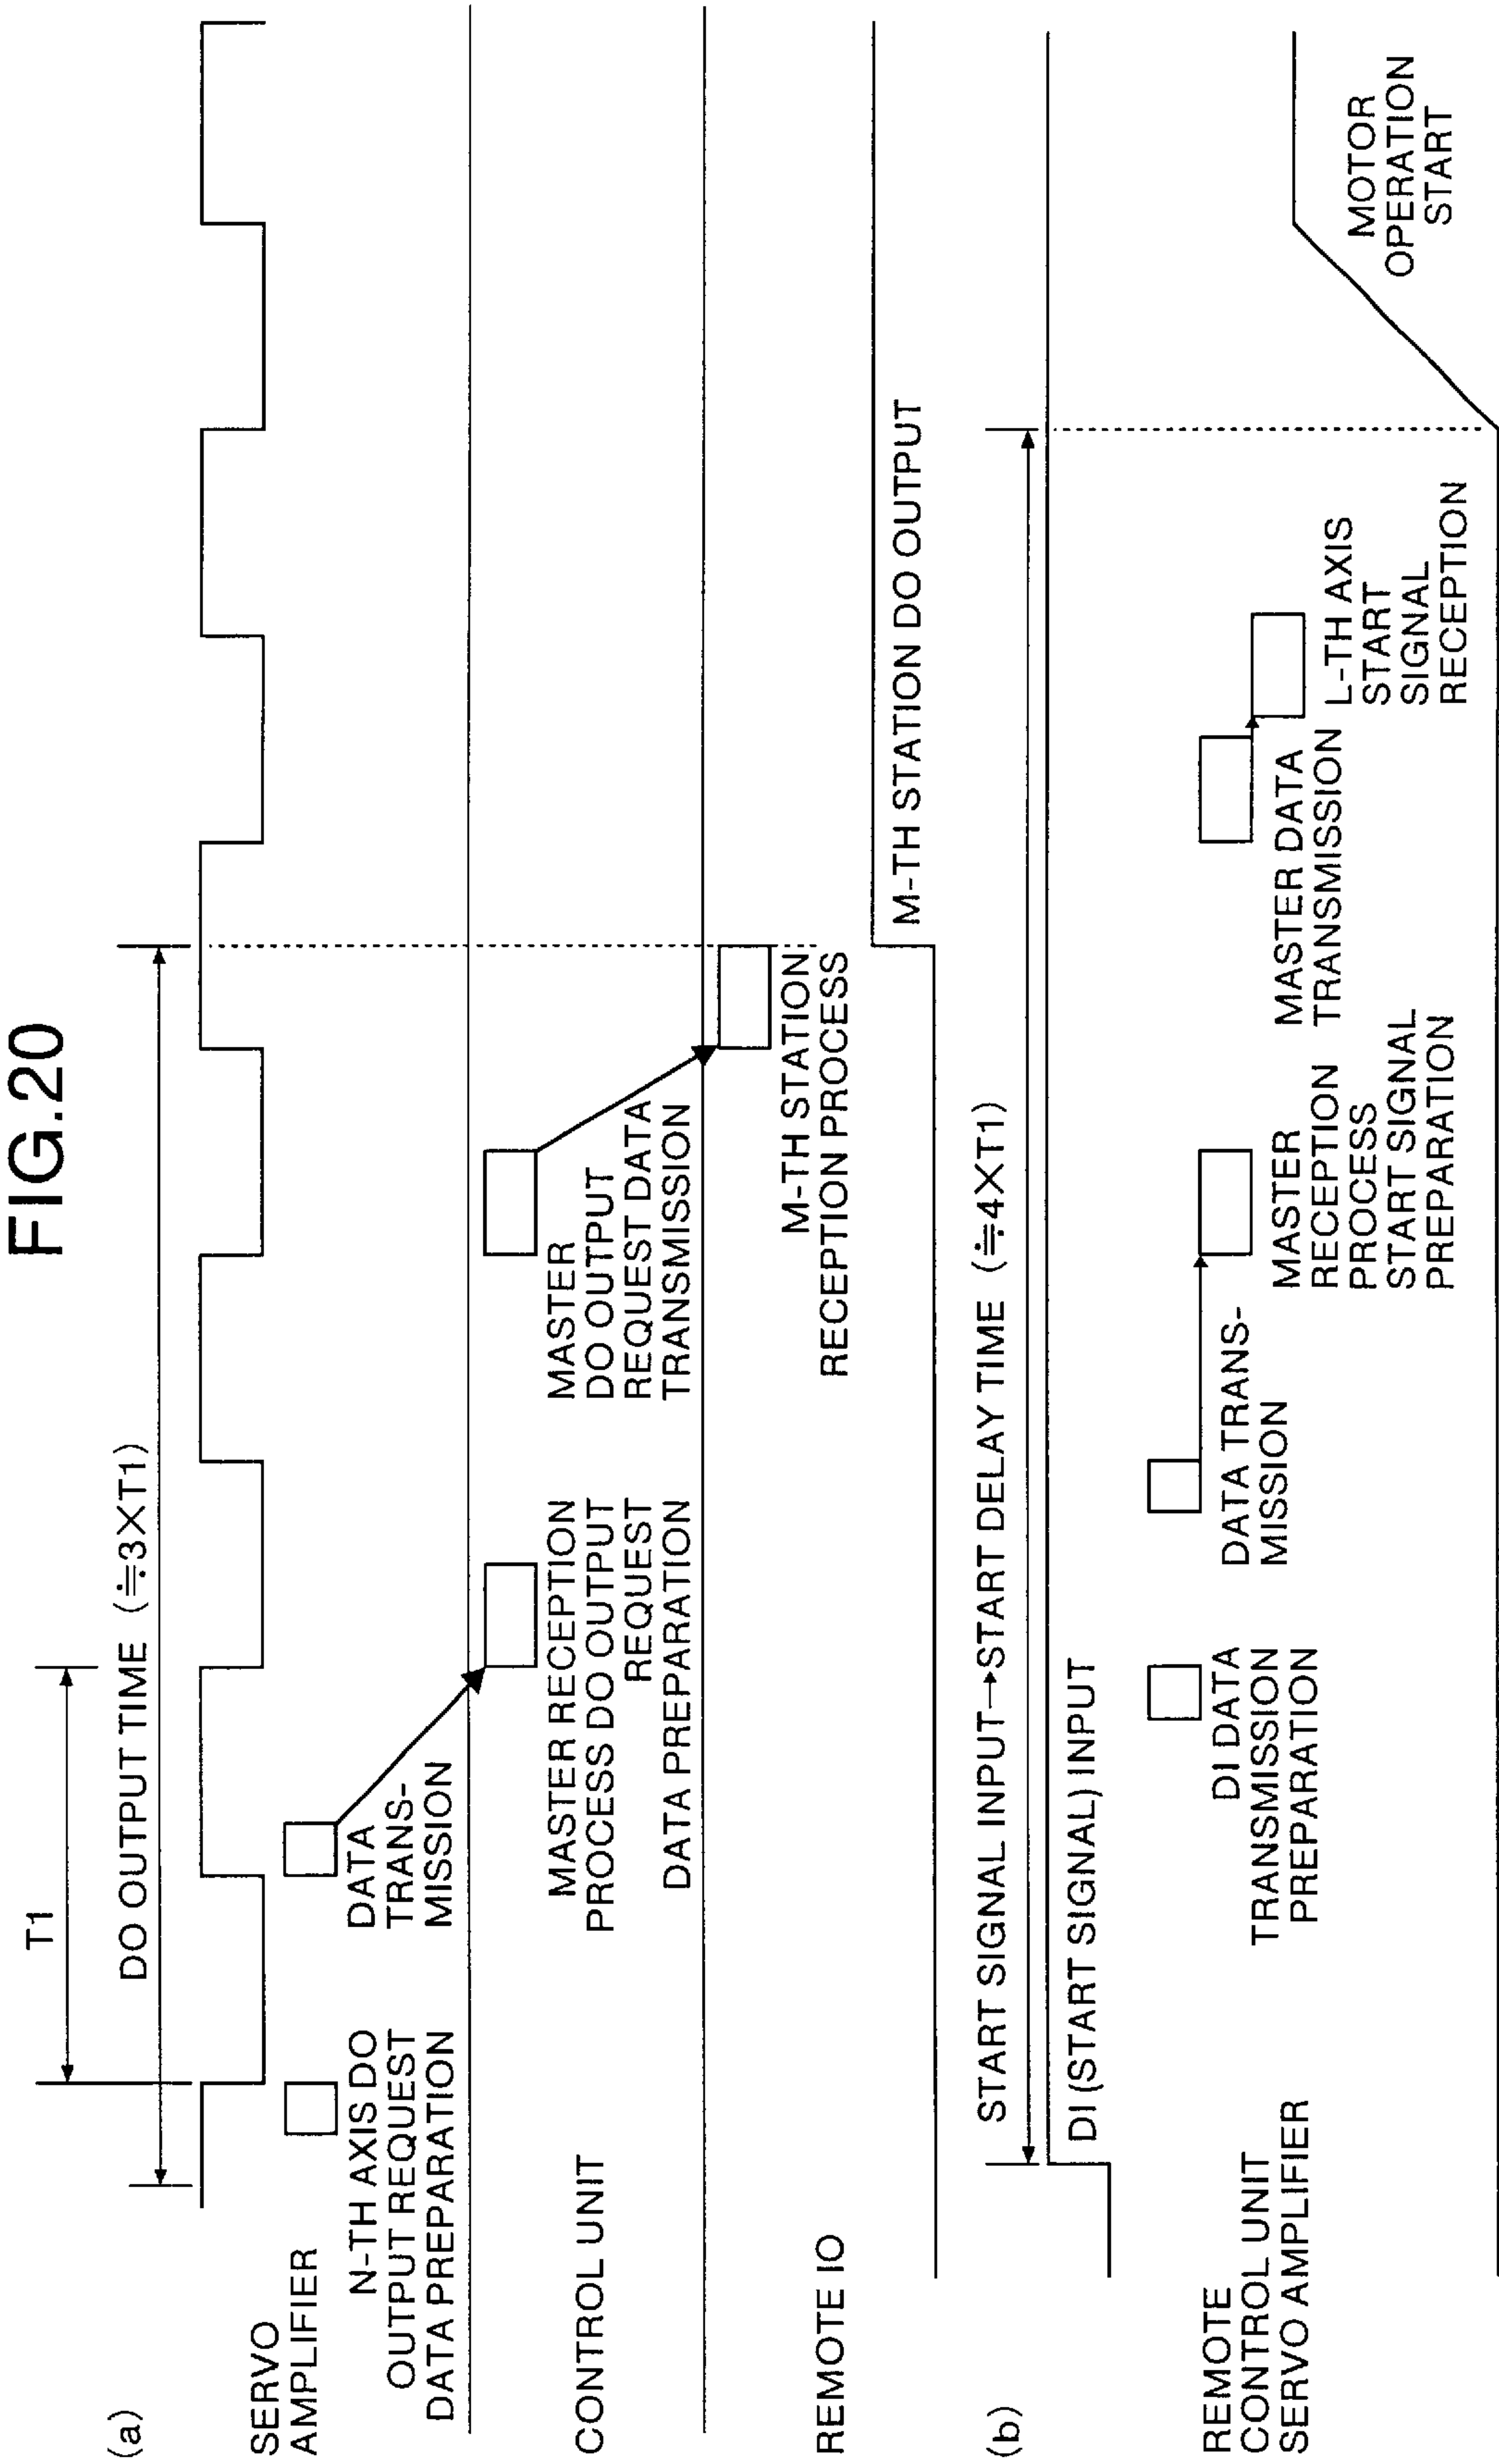 FIG.20
(a)
T1
DO OUTPUT TIME (≒3XT1)
SERVO
AMPLIFIER
N-TH AXIS DO
OUTPUT REQUEST
DATA PREPARATION
DATA
TRANS-
MISSION
CONTROL UNIT
MASTER RECEPTION
PROCESS DO OUTPUT
REQUEST
DATA PREPARATION
MASTER
DO OUTPUT
REQUEST DATA
TRANSMISSION
REMOTE IO
M-TH STATION
RECEPTION PROCESS
M-TH STATION DO OUTPUT
(b)
START SIGNAL INPUT→START DELAY TIME (≒4XT1)
DI (START SIGNAL) INPUT
REMOTE
CONTROL UNIT
SERVO AMPLIFIER
DI DATA
TRANSMISSION
PREPARATION
DATA TRANS-
MISSION
MASTER
RECEPTION
PROCESS
START SIGNAL
PREPARATION
MASTER DATA
TRANSMISSION
L-TH AXIS
START
SIGNAL
RECEPTION
MOTOR
OPERATION
START